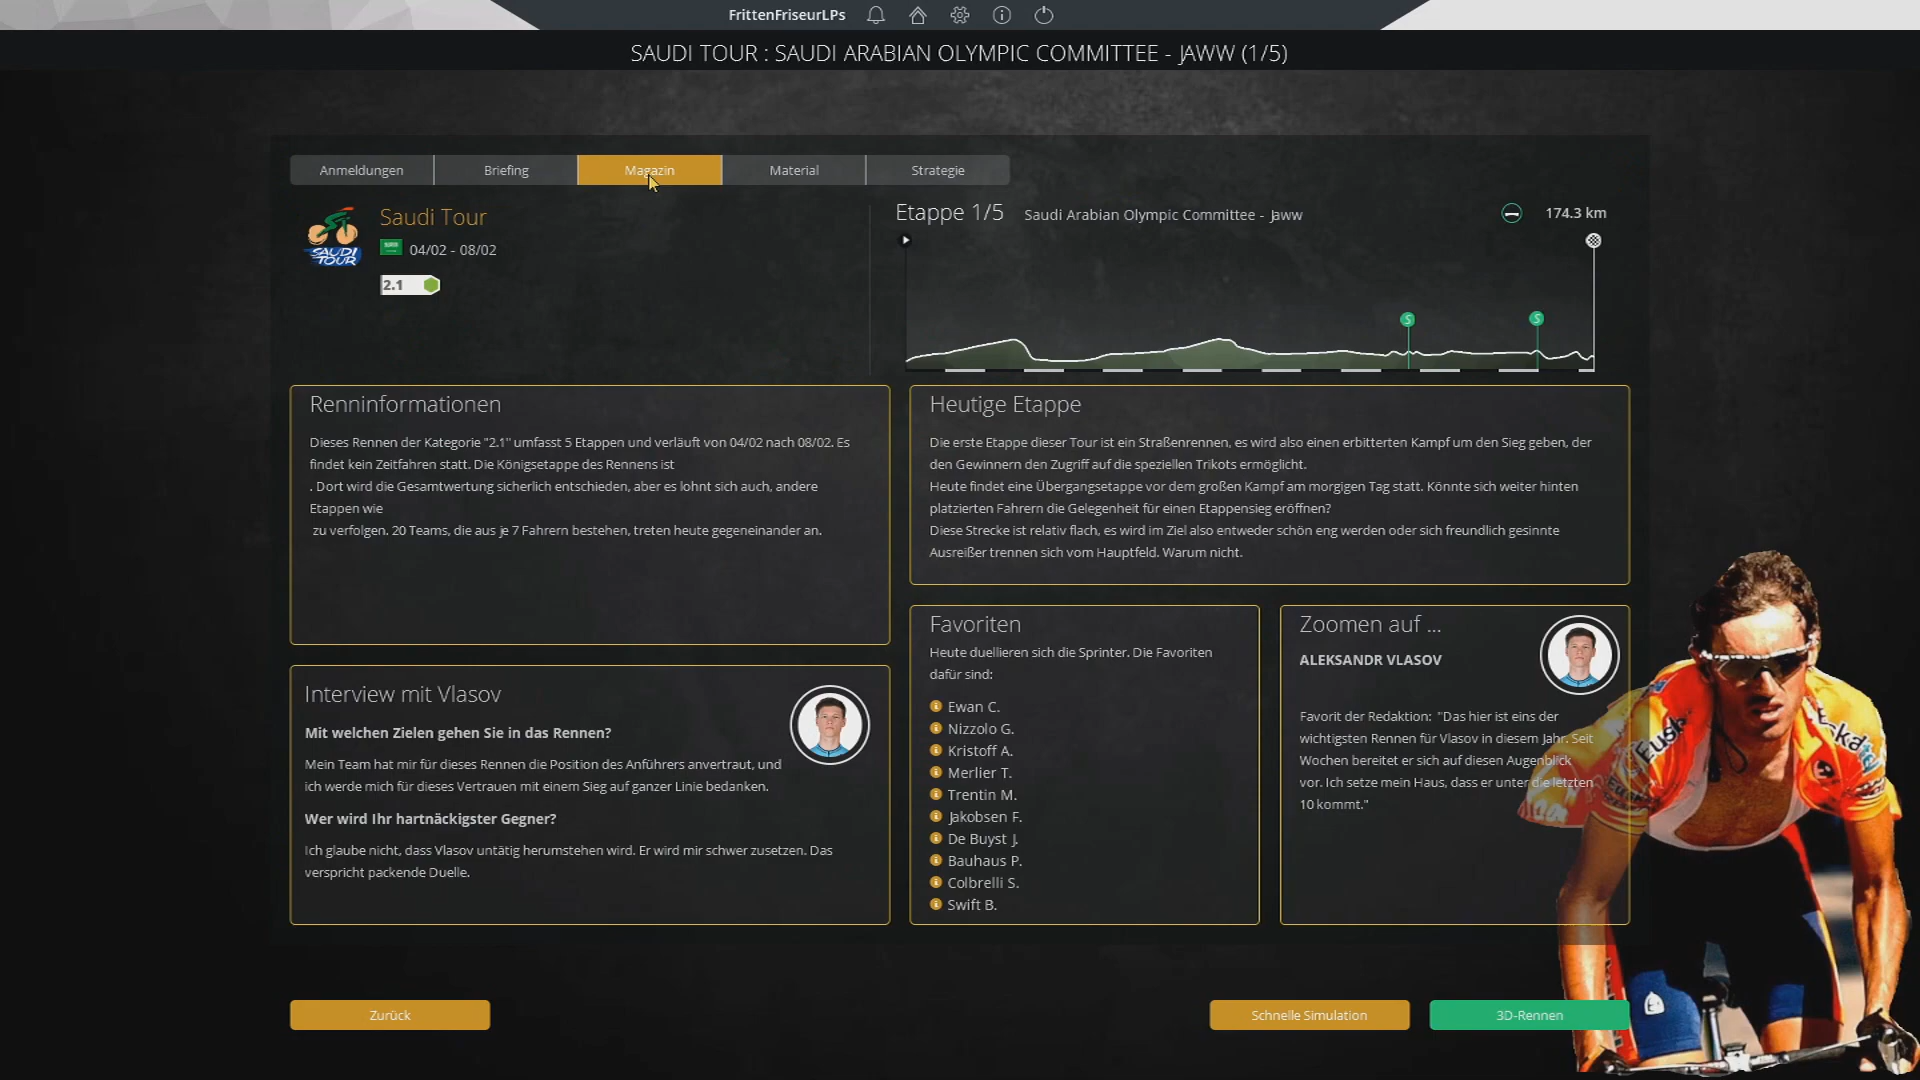 FrittenFriseurLPs
SAUDI TOUR : SAUDI ARABIAN OLYMPIC COMMITTEE - JAWW (1/5)
Anmeldungen
Briefing
Magazin
Material
Strategie
SAUDI
TOUR
Saudi Tour
04/02 - 08/02
2.1
Etappe 1/5
Saudi Arabian Olympic Committee - Jaww
174.3 km
S
S
Renninformationen
Dieses Rennen der Kategorie "2.1" umfasst 5 Etappen und verläuft von 04/02 nach 08/02. Es
findet kein Zeitfahren statt. Die Königsetappe des Rennens ist
. Dort wird die Gesamtwertung sicherlich entschieden, aber es lohnt sich auch, andere
Etappen wie
zu verfolgen. 20 Teams, die aus je 7 Fahrern bestehen, treten heute gegeneinander an.
Heutige Etappe
Die erste Etappe dieser Tour ist ein Straßenrennen, es wird also einen erbitterten Kampf um den Sieg geben, der
den Gewinnern den Zugriff auf die speziellen Trikots ermöglicht.
Heute findet eine Übergangsetappe vor dem großen Kampf am morgigen Tag statt. Könnte sich weiter hinten
platzierten Fahrern die Gelegenheit für einen Etappensieg eröffnen?
Diese Strecke ist relativ flach, es wird im Ziel also entweder schön eng werden oder sich freundlich gesinnte
Ausreißer trennen sich vom Hauptfeld. Warum nicht.
Interview mit Vlasov
Mit welchen Zielen gehen Sie in das Rennen?
Mein Team hat mir für dieses Rennen die Position des Anführers anvertraut, und
ich werde mich für dieses Vertrauen mit einem Sieg auf ganzer Linie bedanken.
Wer wird Ihr hartnäckigster Gegner?
Ich glaube nicht, dass Vlasov untätig herumstehen wird. Er wird mir schwer zusetzen. Das
verspricht packende Duelle.
Favoriten
Heute duellieren sich die Sprinter. Die Favoriten
dafür sind:
Ewan C.
Nizzolo G.
Kristoff A.
Merlier T.
Trentin M.
Jakobsen F.
De Buyst J.
Bauhaus P.
Colbrelli S.
Swift B.
Zoomen auf ...
ALEKSANDR VLASOV
Favorit der Redaktion: "Das hier ist eins der
wichtigsten Rennen für Vlasov in diesem Jahr. Seit
Wochen bereitet er sich auf diesen Augenblick
vor. Ich setze mein Haus, dass er unter die letzten
10 kommt."
Zurück
Schnelle Simulation
3D-Rennen